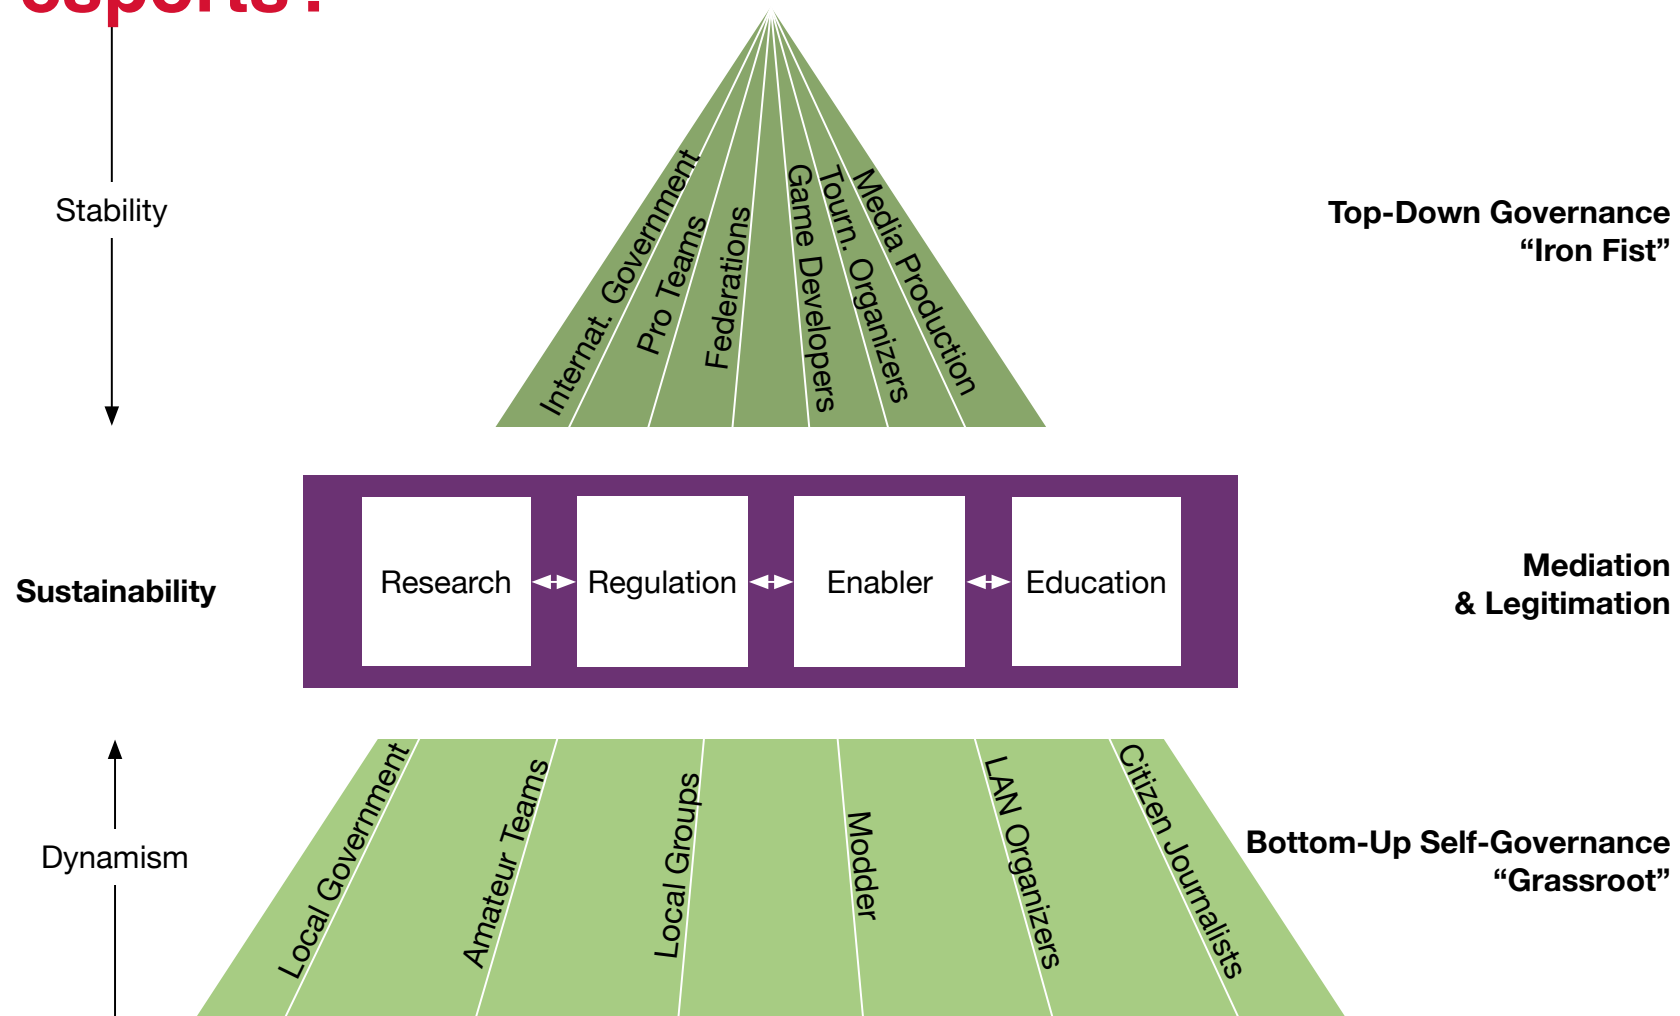 esports?
Stability
Internat. Government
Pro Teams
Federations
Game Developers
Tourn. Organizers
Media Production
Top-Down Governance
“Iron Fist”
Sustainability
Research
Regulation
Enabler
Education
Mediation
& Legitimation
Dynamism
Local Government
Amateur Teams
Local Groups
Modder
LAN Organizers
Citizen Journalists
Bottom-Up Self-Governance
“Grassroot”